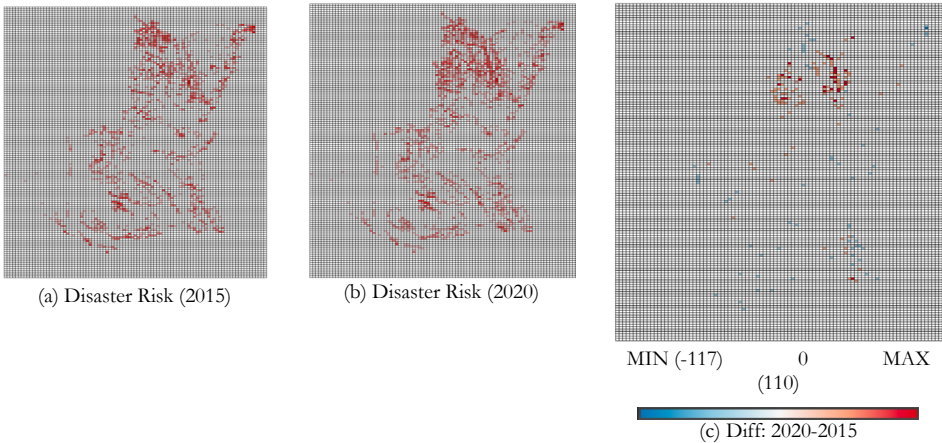 (a) Disaster Risk (2015)
(b) Disaster Risk (2020)
MIN (-117) 0 MAX
(110)
(c) Diff: 2020-2015